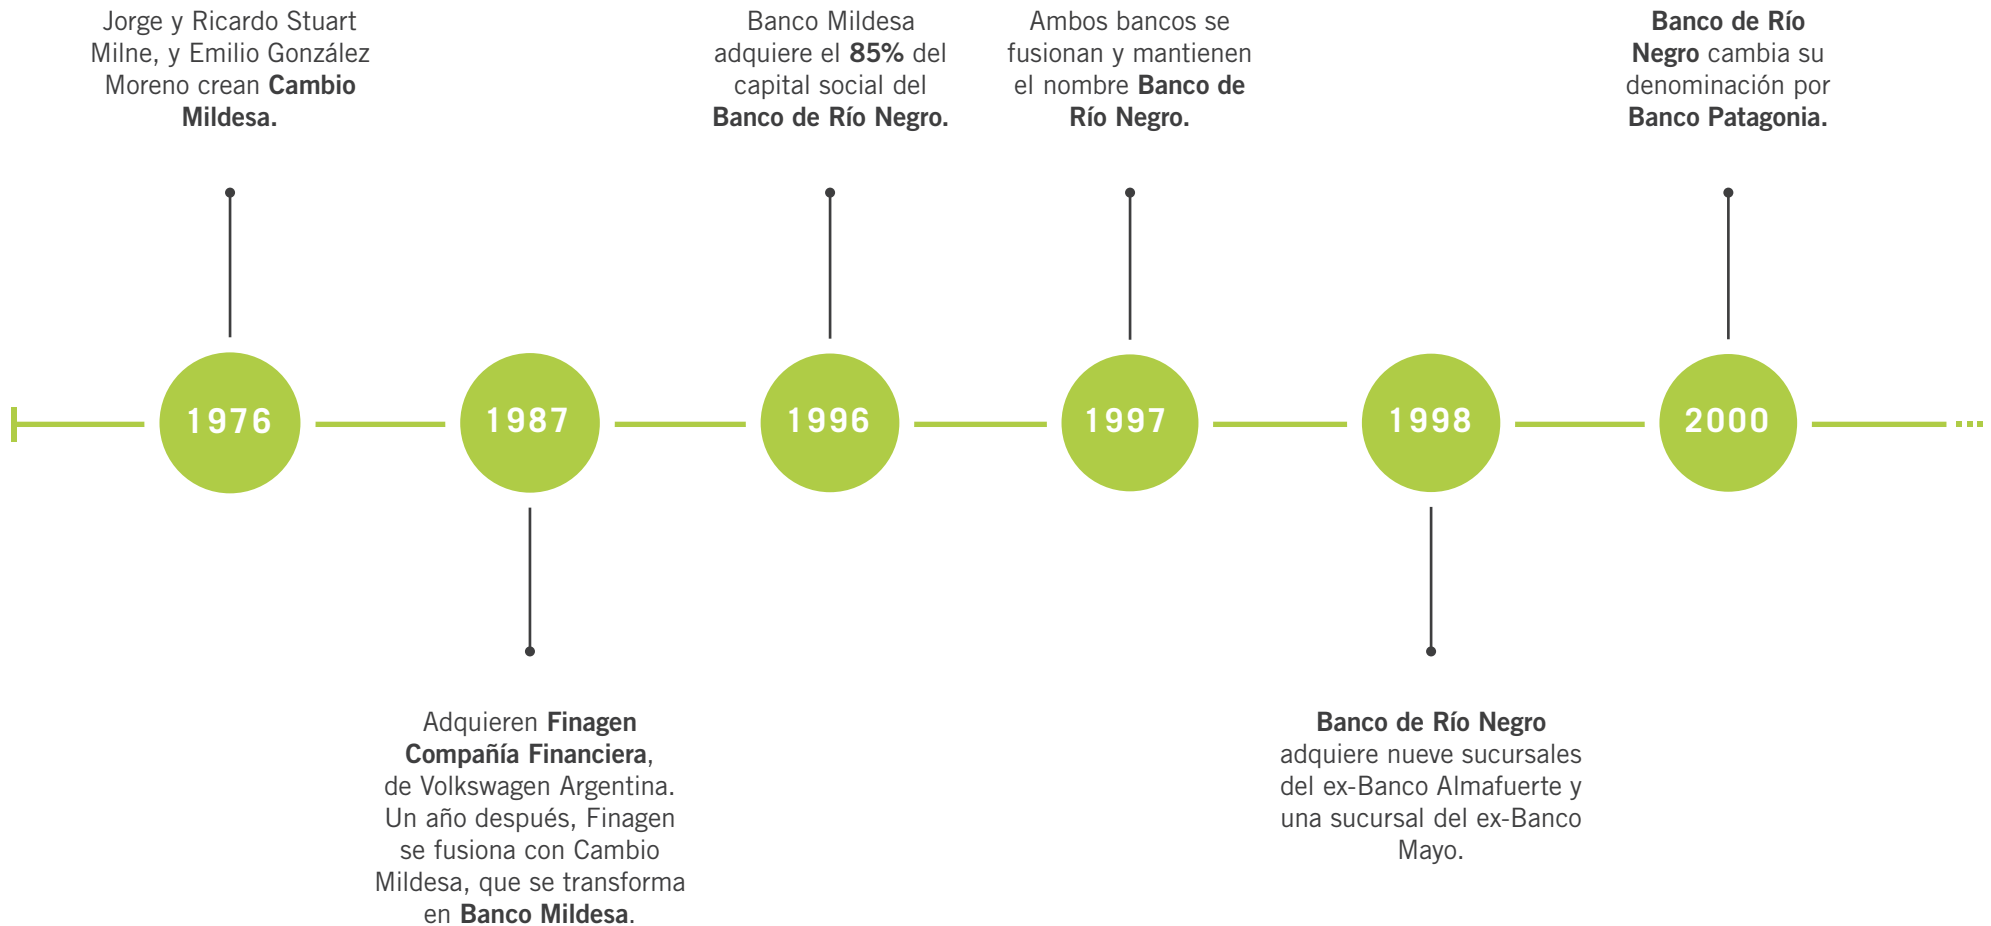 Jorge y Ricardo Stuart
Milne, y Emilio González
Moreno crean Cambio
Mildesa.
Banco Mildesa
adquiere el 85% del
capital social del
Banco de Río Negro.
Ambos bancos se
fusionan y mantienen
el nombre Banco de
Río Negro.
Banco de Río
Negro cambia su
denominación por
Banco Patagonia.
1976
1987
1996
1997
1998
2000
Adquieren Finagen
Compañía Financiera,
de Volkswagen Argentina.
Un año después, Finagen
se fusiona con Cambio
Mildesa, que se transforma
en Banco Mildesa.
Banco de Río Negro
adquiere nueve sucursales
del ex-Banco Almafuerte y
una sucursal del ex-Banco
Mayo.